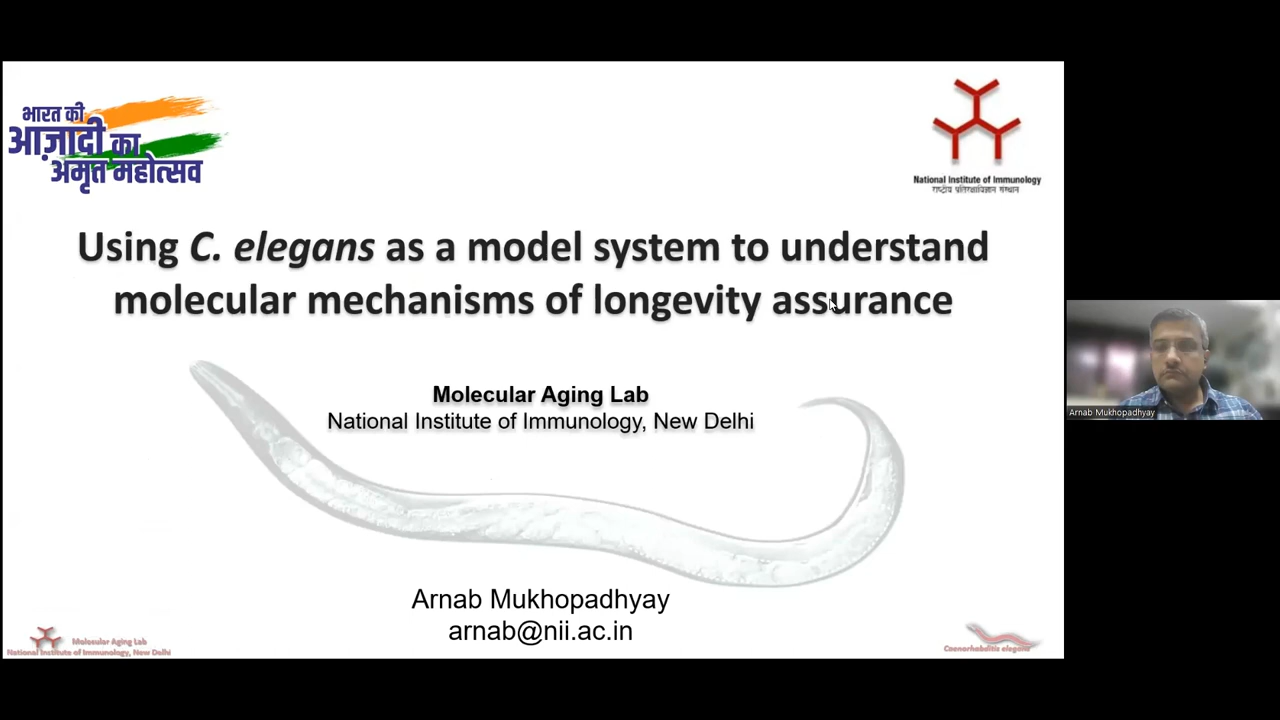 भारत की
आज़ादी का
अमृत महोत्सव
National Institute of Immunology
राष्ट्रीय प्रतिरक्षाविज्ञान संस्थान
Using C. elegans as a model system to understand
molecular mechanisms of longevity assurance
Molecular Aging Lab
National Institute of Immunology, New Delhi
Arnab Mukhopadhyay
Arnab Mukhopadhyay
arnab@nii.ac.in
Molecular Aging Lab
National Institute of Immunology, New Delhi
Caenorhabditis elegans